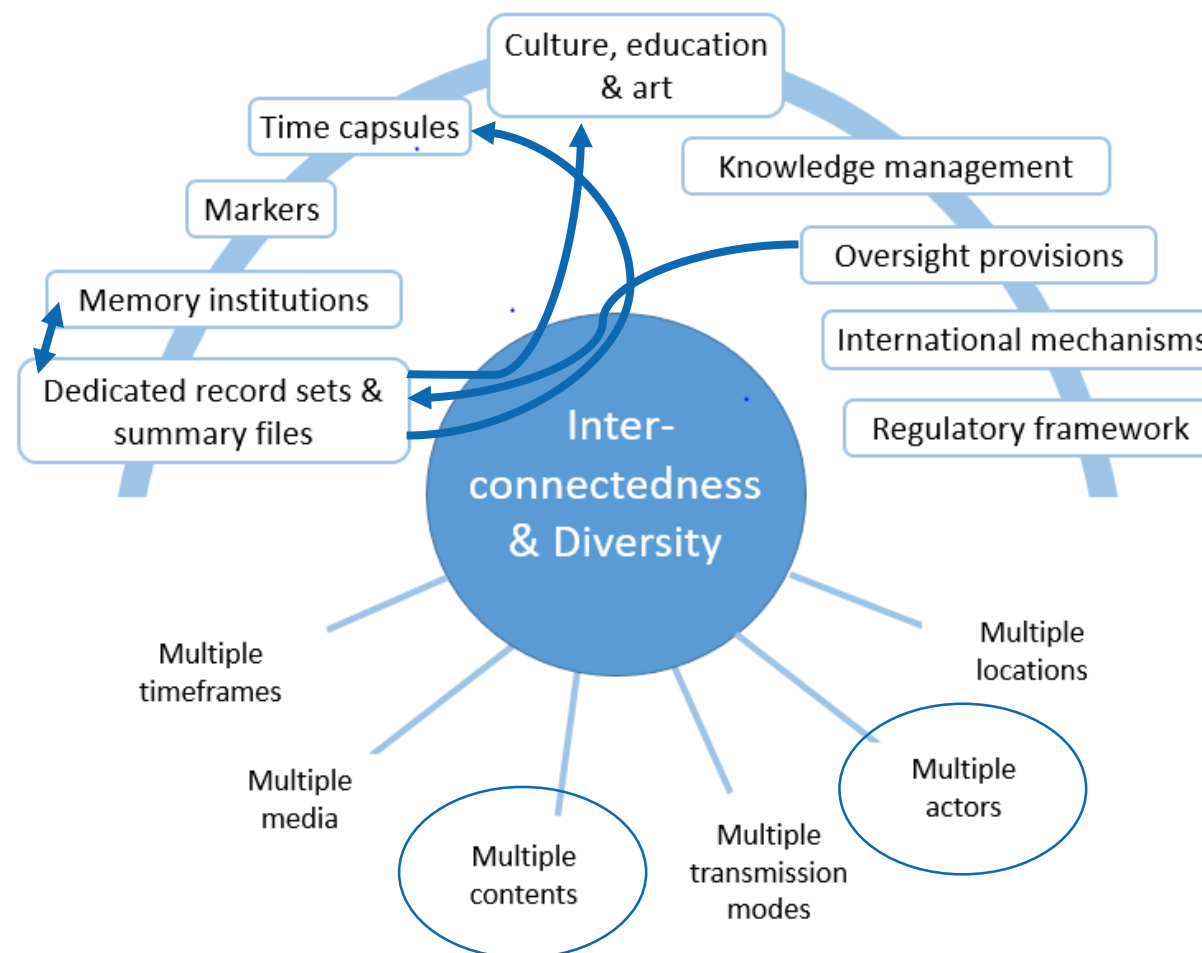 Culture, education
& art
Time capsules
Knowledge management
Markers
Oversight provisions
Memory institutions
International mechanisms
Dedicated record sets &
summary files
Regulatory framework
Inter-
connectedness
& Diversity
Multiple
timeframes
Multiple
locations
Multiple
media
Multiple
actors
Multiple
contents
Multiple
transmission
modes